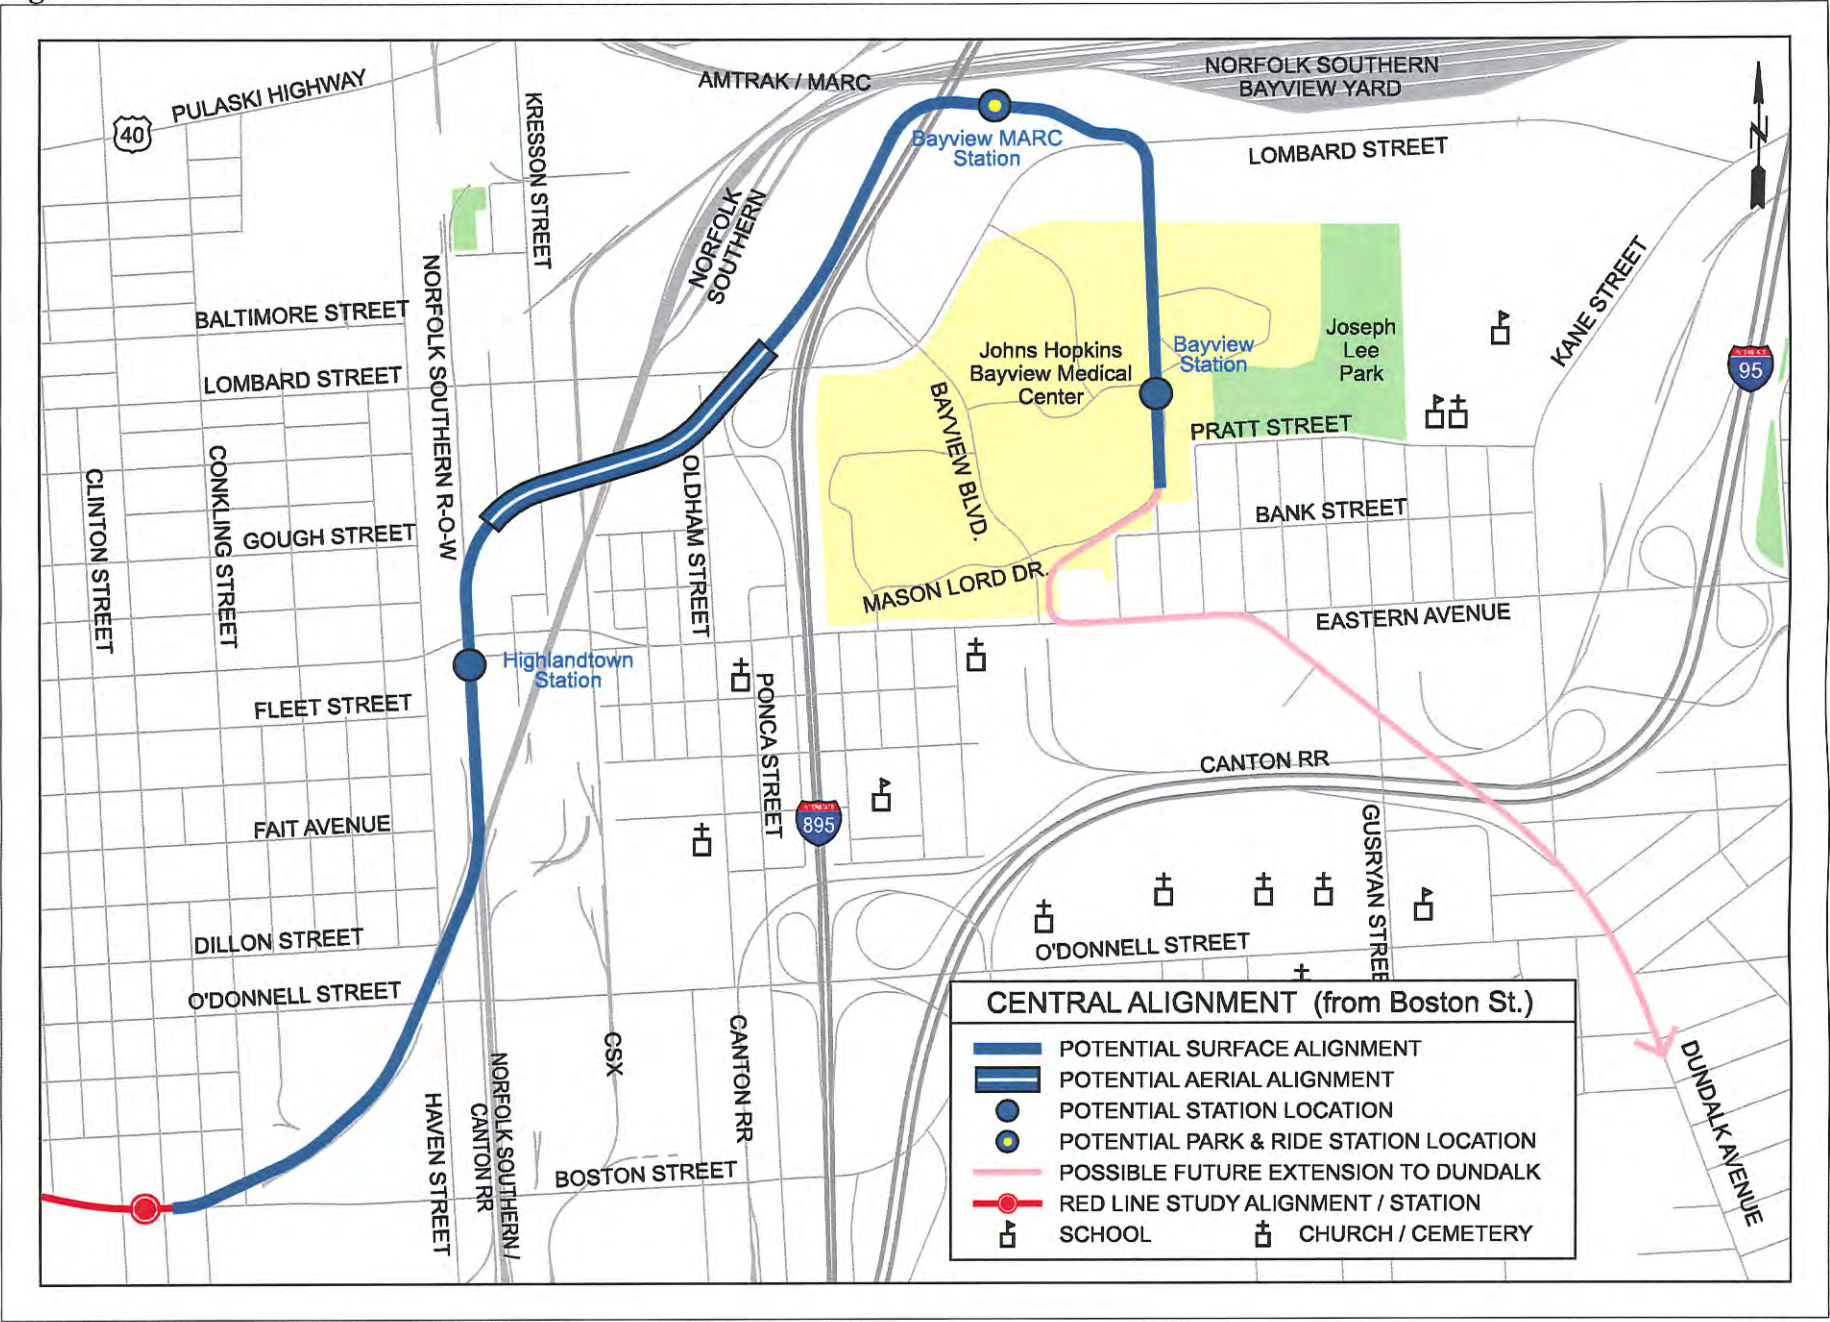 AMTRAK / MARC
NORFOLK SOUTHERN
BAYVIEW YARD
PULASKI HIGHWAY
40
KRESSON STREET
Bayview MARC
Station
LOMBARD STREET
N
NORFOLK
SOUTHERN
NORFOLK SOUTHERN R-O-W
BALTIMORE STREET
LOMBARD STREET
KANE STREET
95
Joseph
Lee
Park
Bayview
Station
Johns Hopkins
Bayview Medical
Center
BAYVIEW BLVD.
PRATT STREET
CLINTON STREET
CONKLING STREET
OLDHAM STREET
GOUGH STREET
BANK STREET
MASON LORD DR.
EASTERN AVENUE
Highlandtown
Station
FLEET STREET
PONCA STREET
CANTON RR
895
FAIT AVENUE
GUSRYAN STREE
DILLON STREET
O'DONNELL STREET
O'DONNELL STREET
CSX
CANTON RR
HAVEN STREET
NORFOLK SOUTHERN /
CANTON RR
BOSTON STREET
DUNDALK AVENUE
CENTRAL ALIGNMENT (from Boston St.)
POTENTIAL SURFACE ALIGNMENT
POTENTIAL AERIAL ALIGNMENT
POTENTIAL STATION LOCATION
POTENTIAL PARK & RIDE STATION LOCATION
POSSIBLE FUTURE EXTENSION TO DUNDALK
RED LINE STUDY ALIGNMENT / STATION
SCHOOL
CHURCH / CEMETERY